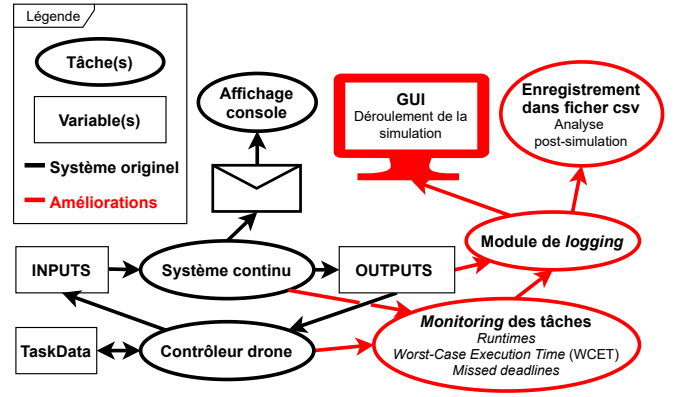 Légende
Tâche(s)
Variable(s)
Système originel
Améliorations
Affichage
console
GUI
Déroulement de la
simulation
Enregistrement
dans ficher csv
Analyse
post-simulation
Module de logging
INPUTS
Système continu
OUTPUTS
TaskData
Contrôleur drone
Monitoring des tâches
Runtimes
Worst-Case Execution Time (WCET)
Missed deadlines